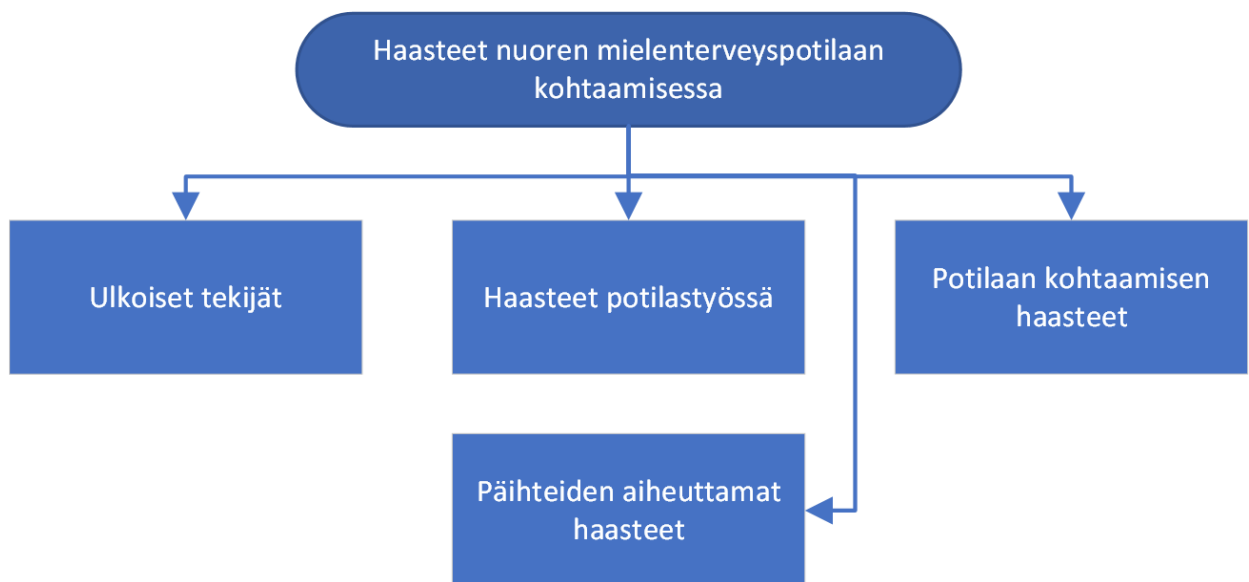 Haasteet nuoren mielenterveyspotilaan
kohtaamisessa
Ulkoiset tekijät
Haasteet potilastyössä
Potilaan kohtaamisen
haasteet
Päihteiden aiheuttamat
haasteet